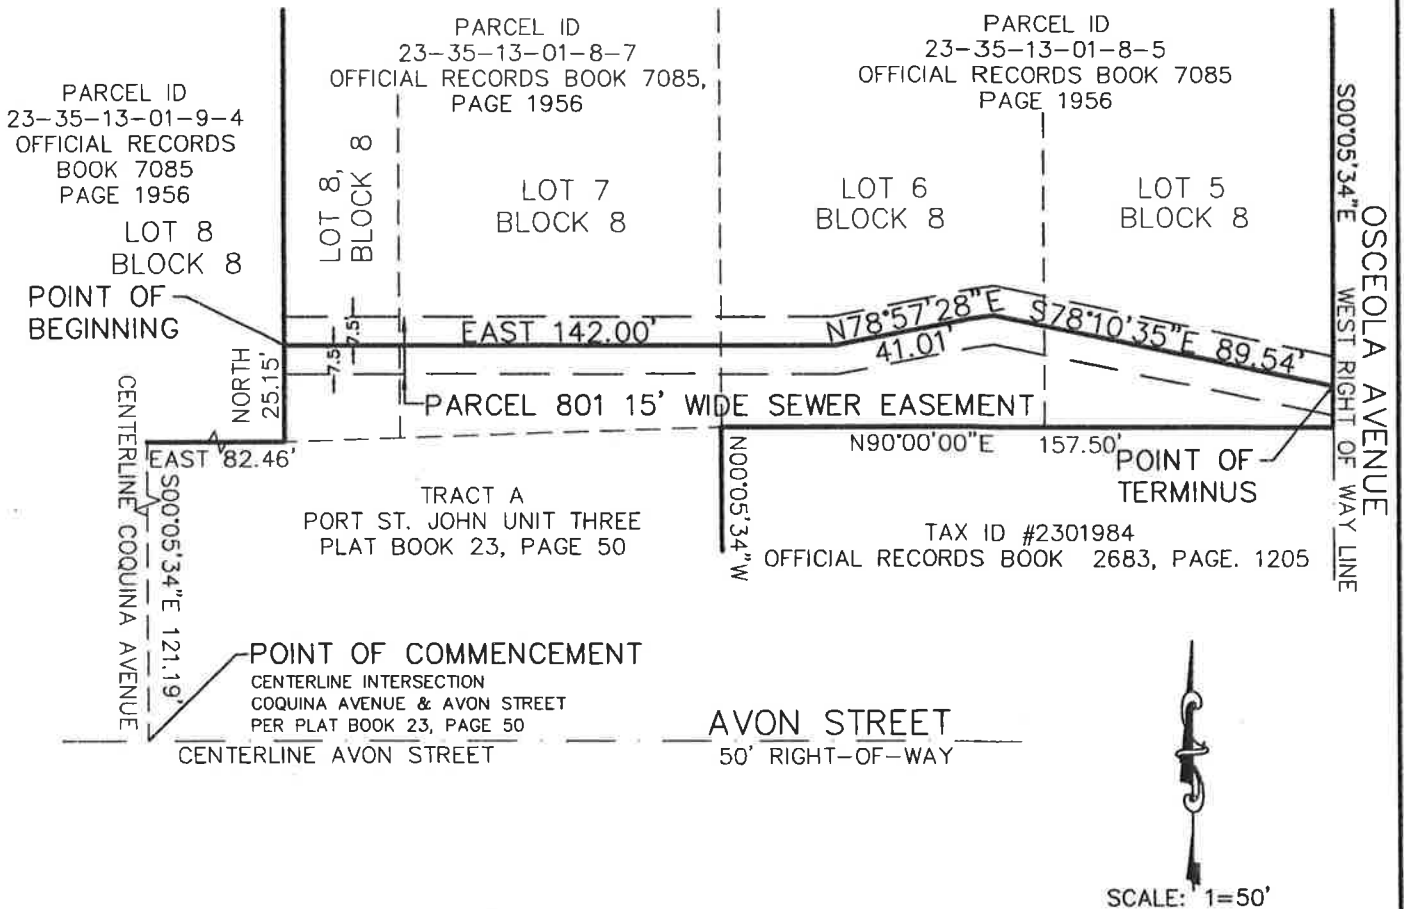 PARCEL ID
23-35-13-01-9-4
OFFICIAL RECORDS
BOOK 7085
PAGE 1956
LOT 8
BLOCK 8
PARCEL ID
23-35-13-01-8-7
OFFICIAL RECORDS BOOK 7085,
PAGE 1956
LOT 8,
BLOCK 8
LOT 7
BLOCK 8
PARCEL ID
23-35-13-01-8-5
OFFICIAL RECORDS BOOK 7085
PAGE 1956
LOT 6
BLOCK 8
LOT 5
BLOCK 8
S00°05'34"E WEST RIGHT OF WAY LINE
OSCEOLA AVENUE
POINT OF
BEGINNING
7.5'
7.5'
EAST 142.00'
N78°57'28"E
41.01'
S78°10'35"E 89.54'
NORTH
25.15'
PARCEL 801 15' WIDE SEWER EASEMENT
EAST 82.46'
N90°00'00"E 157.50'
POINT OF
TERMINUS
CENTERLINE COQUINA AVENUE
S00°05'34"E 121.19'
TRACT A
PORT ST. JOHN UNIT THREE
PLAT BOOK 23, PAGE 50
N00°05'34"W
TAX ID #2301984
OFFICIAL RECORDS BOOK 2683, PAGE. 1205
POINT OF COMMENCEMENT
CENTERLINE INTERSECTION
COQUINA AVENUE & AVON STREET
PER PLAT BOOK 23, PAGE 50
CENTERLINE AVON STREET
AVON STREET
50' RIGHT-OF-WAY
SCALE: 1=50'